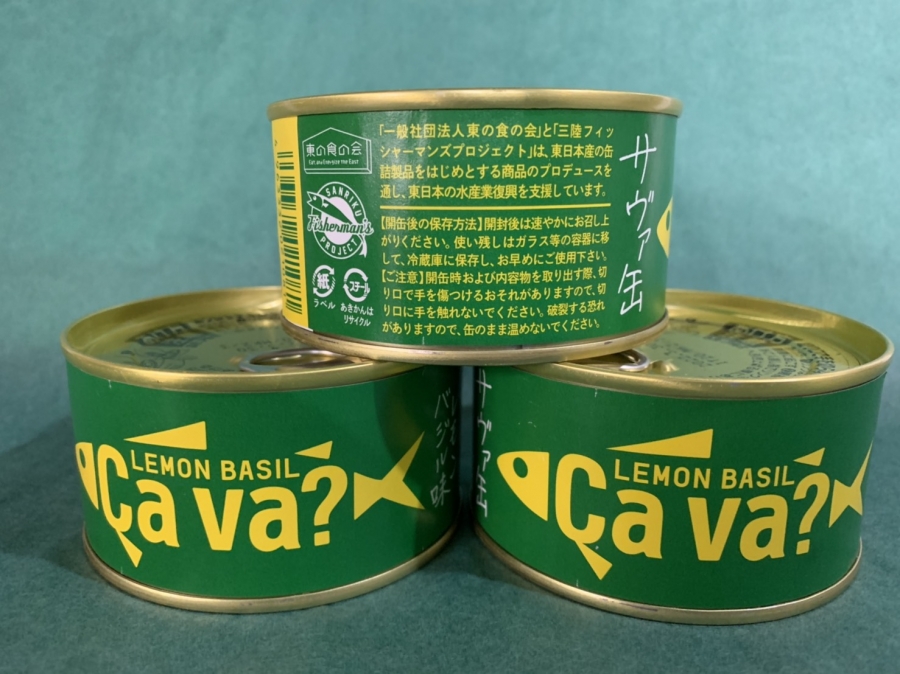 東の食の会
Eat and Energize the East
SANRIKU
Fisherman's
PROJECT
紙
ラベル
スチール
あきかんは
リサイクル
「一般社団法人東の食の会」と「三陸フィッ
シャーマンズプロジェクト」は、東日本産の缶
詰製品をはじめとする商品のプロデュースを
通し、東日本の水産業復興を支援しています。
【開缶後の保存方法】開封後は速やかにお召し上
がりください。使い残しはガラス等の容器に移
して、冷蔵庫に保存し、お早めにご使用下さい。
【ご注意】開缶時および内容物を取り出す際、切
り口で手を傷つけるおそれがありますので、切
り口に手を触れないでください。破裂する恐れ
がありますので、缶のまま温めないでください。
サヴァ缶
LEMON BASIL
Ça va?
バジル味
サヴァ缶
LEMON BASIL
Ça va?